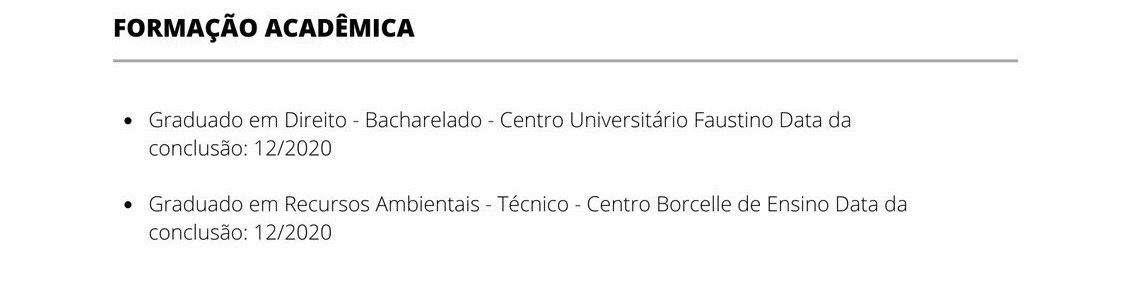 FORMAÇÃO ACADÊMICA
• Graduado em Direito - Bacharelado - Centro Universitário Faustino Data da
conclusão: 12/2020
• Graduado em Recursos Ambientais - Técnico - Centro Borcelle de Ensino Data da
conclusão: 12/2020